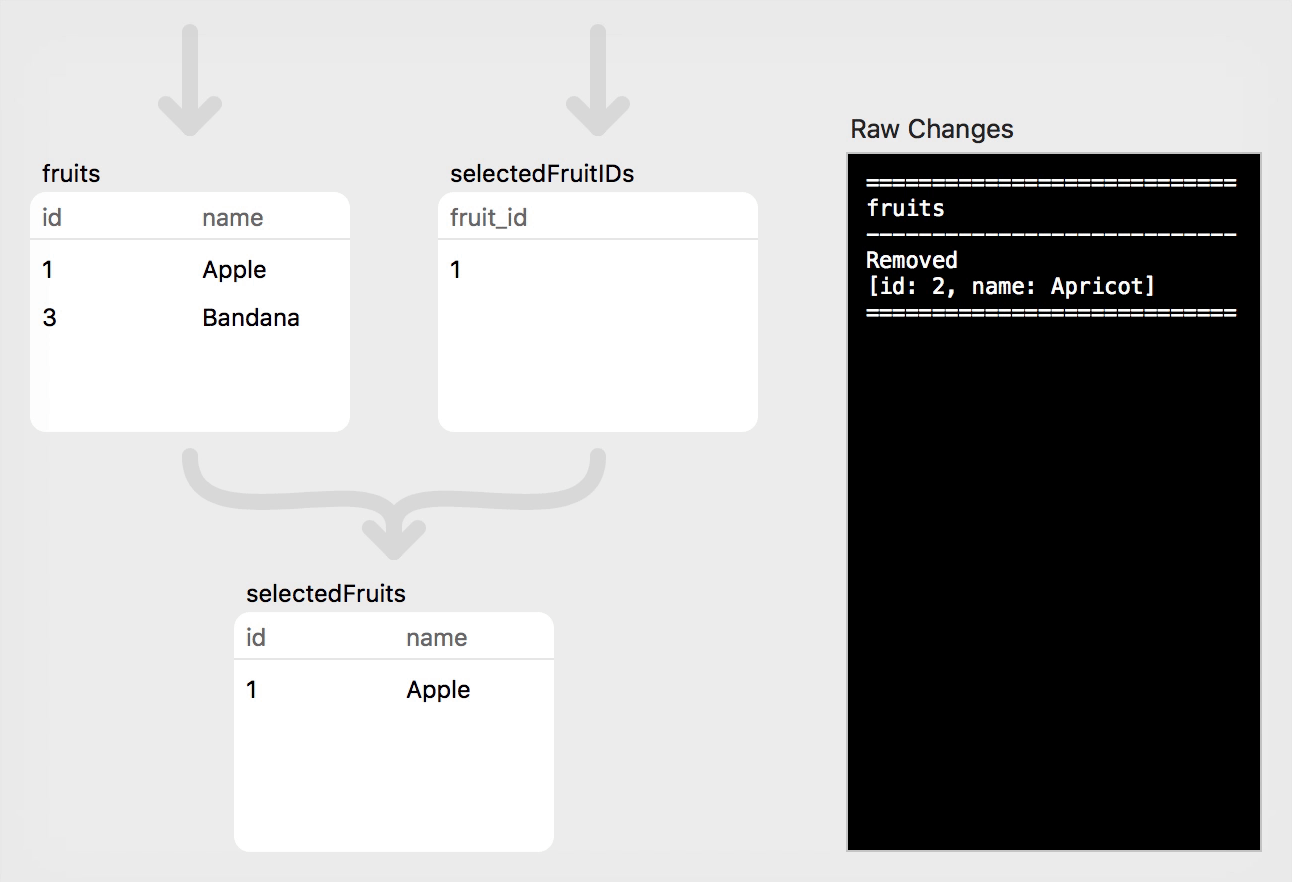 fruits
id name
1 Apple
3 Bandana
selectedFruitIDs
fruit_id
1
selectedFruits
id name
1 Apple
Raw Changes
============================
fruits
----------------------------
Removed
[id: 2, name: Apricot]
============================